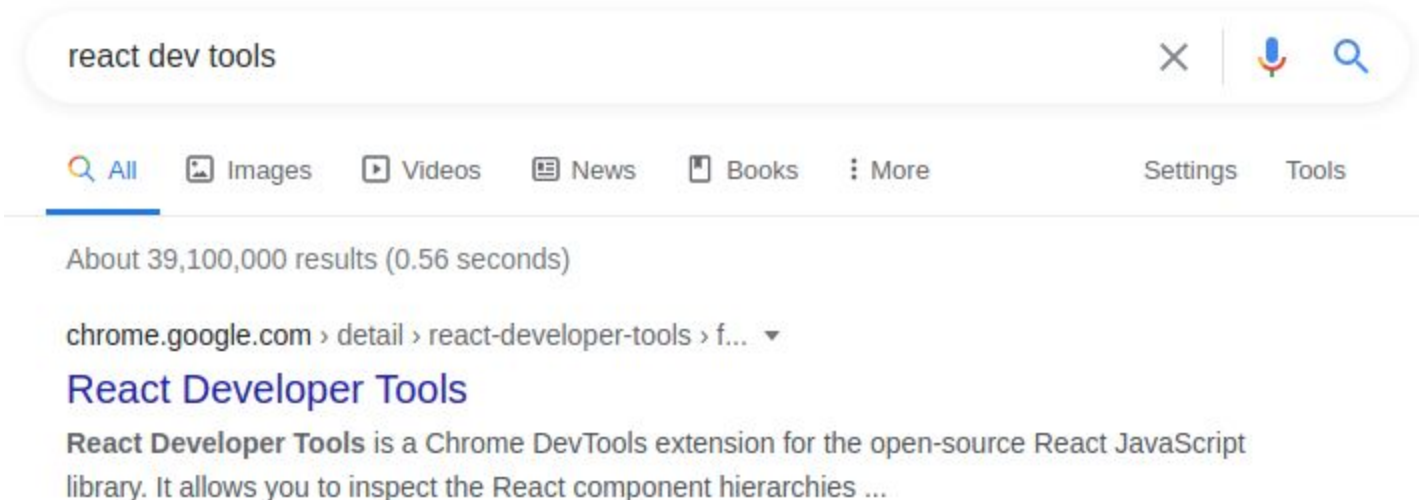 react dev tools
All Images Videos News Books More Settings Tools
About 39,100,000 results (0.56 seconds)
chrome.google.com › detail › react-developer-tools › f...
React Developer Tools
React Developer Tools is a Chrome DevTools extension for the open-source React JavaScript
library. It allows you to inspect the React component hierarchies ...